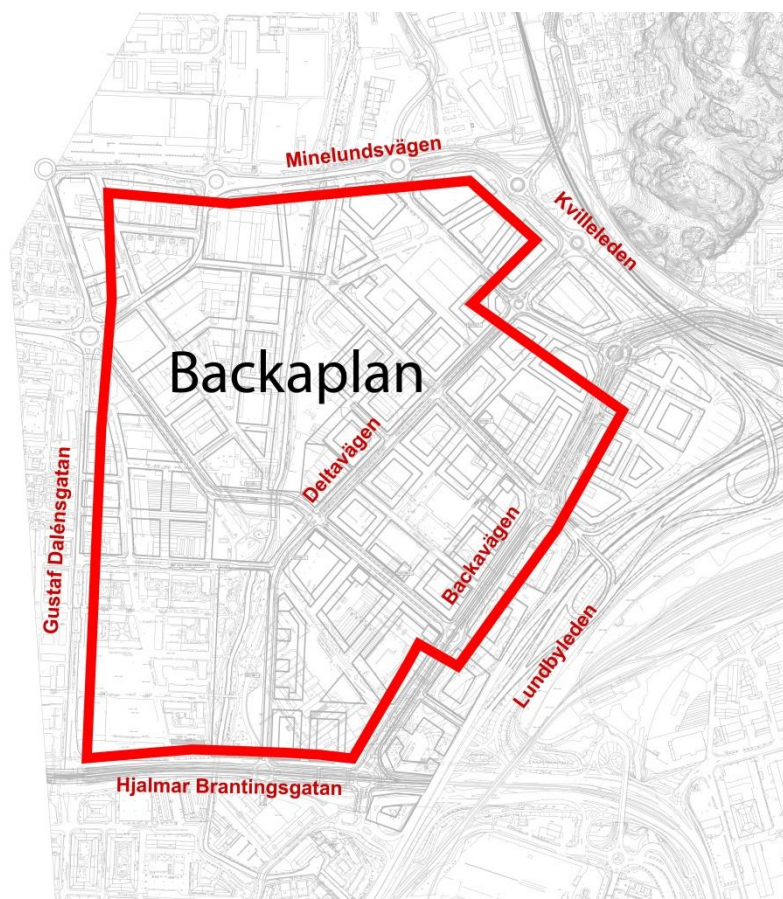 Minelundsvägen
Kvilleleden
Backaplan
Deltavägen
Gustaf Dalénsgatan
Backavägen
Lundbyleden
Hjalmar Brantingsgatan